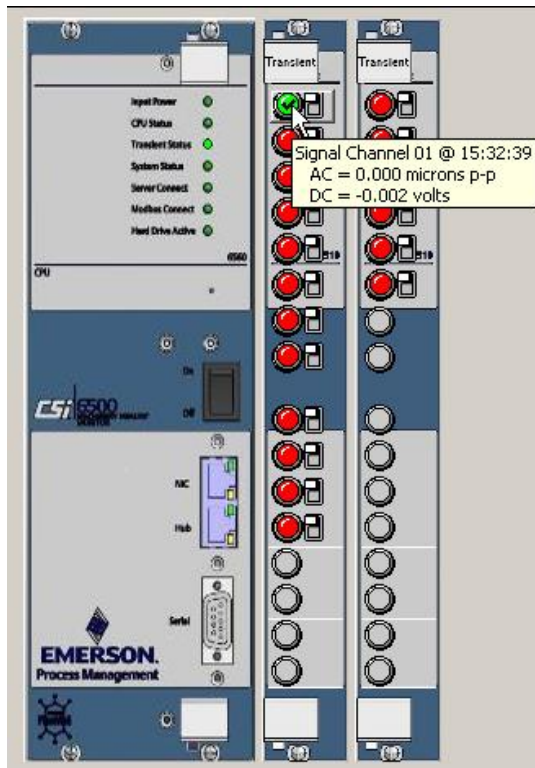 Transient
Transient
Input Power
CPU Status
Transient Status
System Status
Server Connect
Modbus Connect
Hard Drive Active
Signal Channel 01 @ 15:32:39
AC = 0.000 microns p-p
DC = -0.002 volts
6560
510
510
CPU
On
CSi 6500
Off
NIC
Hub
Serial
EMERSON.
Process Management